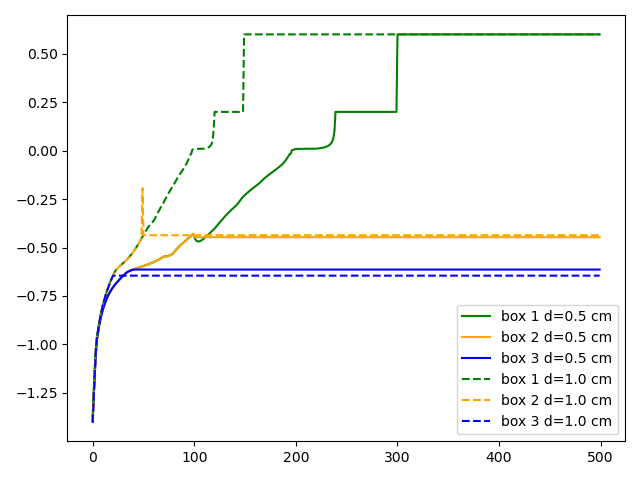 0.50
0.25
0.00
−0.25
−0.50
−0.75
−1.00
−1.25
0 100 200 300 400 500
box 1 d=0.5 cm
box 2 d=0.5 cm
box 3 d=0.5 cm
box 1 d=1.0 cm
box 2 d=1.0 cm
box 3 d=1.0 cm